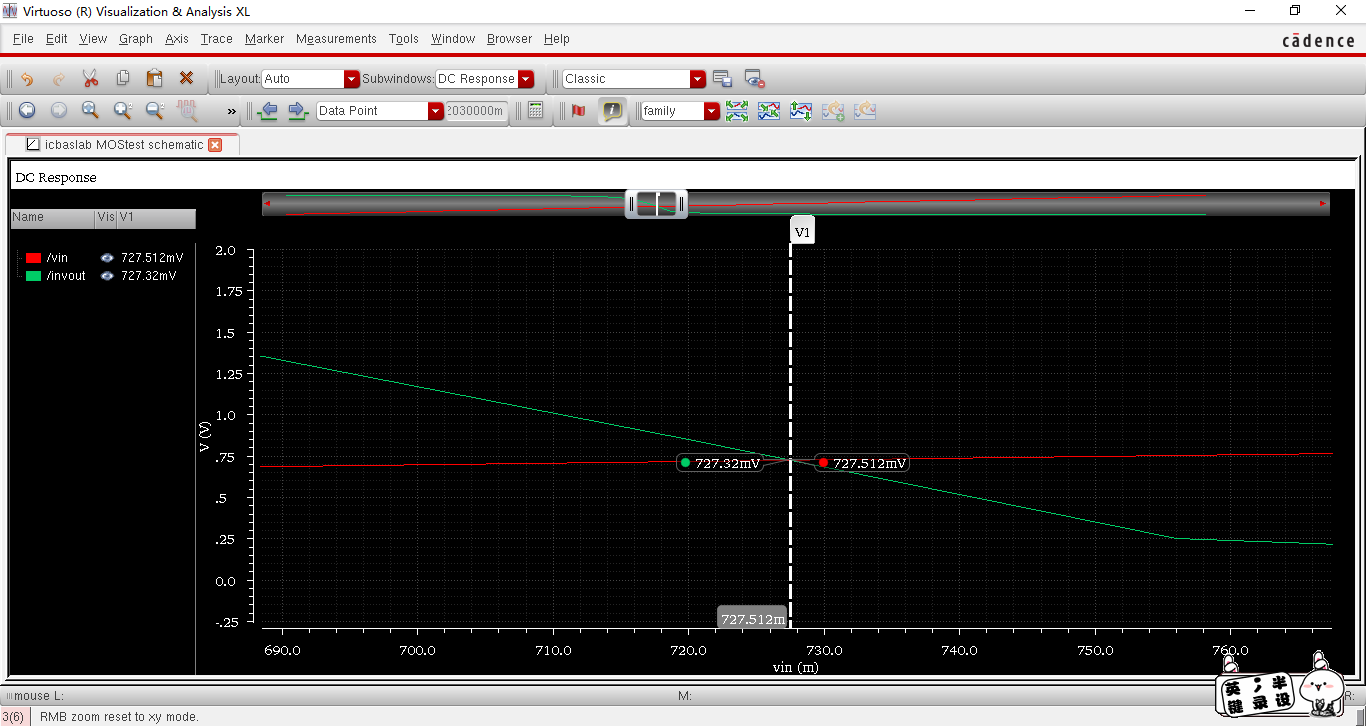 Virtuoso (R) Visualization & Analysis XL
File Edit View Graph Axis Trace Marker Measurements Tools Window Browser Help
cādence
Layout: Auto Subwindows: DC Response Classic
» Data Point 2030000m family
icbaslab MOStest schematic
DC Response
Name Vis V1
/vin 727.512mV
/invout 727.32mV
V1
2.0
1.75
1.5
1.25
1.0
.75
.5
.25
0.0
-.25
V (V)
727.32mV 727.512mV
727.512m
690.0 700.0 710.0 720.0 730.0 740.0 750.0 760.0
vin (m)
英 ; 半
键 录 设
mouse L: M: R:
3(6) RMB zoom reset to xy mode.